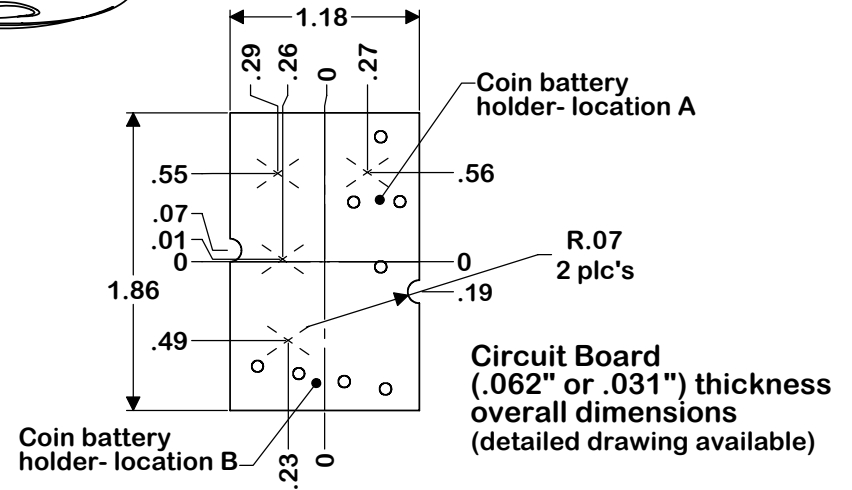 1.18
.29
.26
0
.27
Coin battery
holder- location A
.55
.56
.07
.01
0
0
R.07
2 plc's
1.86
.19
.49
Circuit Board
(.062" or .031") thickness
overall dimensions
(detailed drawing available)
Coin battery
holder- location B
.23
0